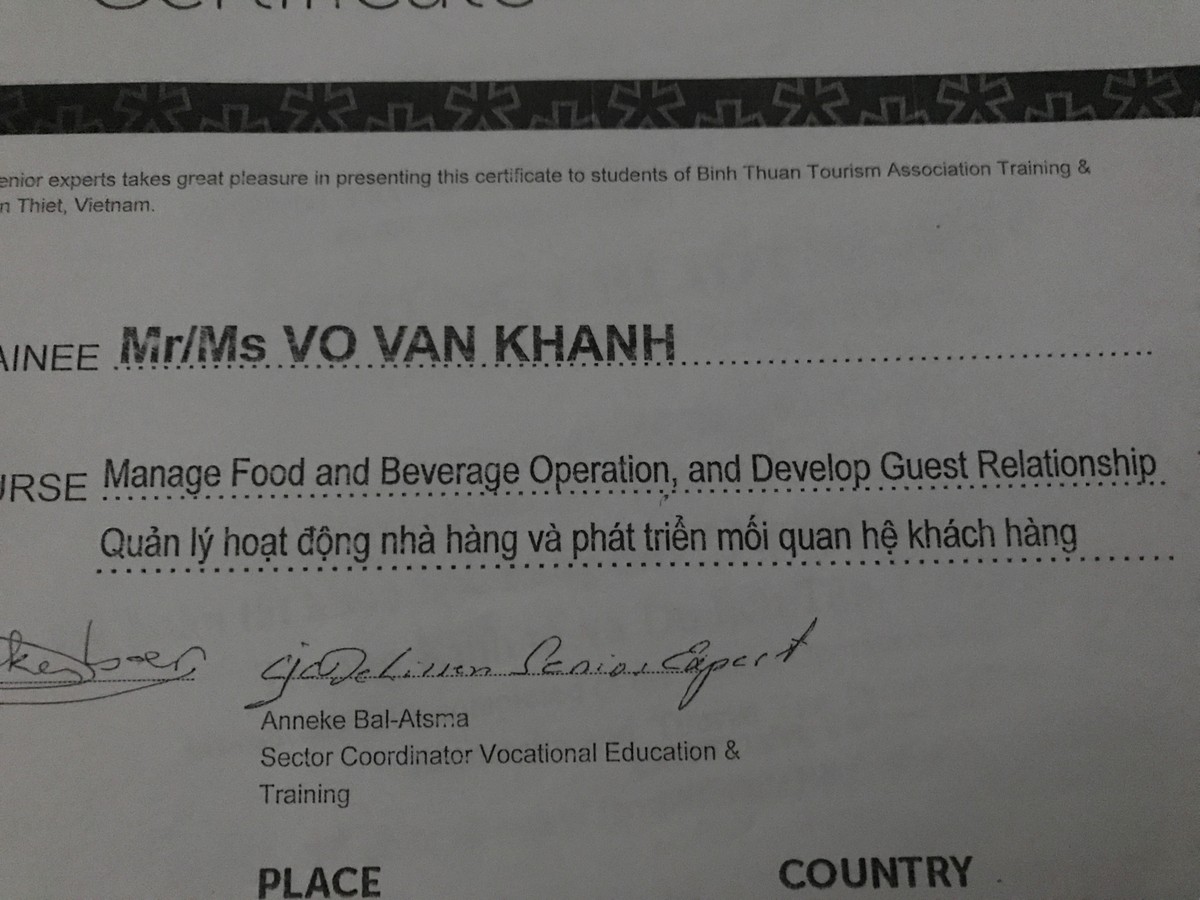 Certificate
enior experts takes great pleasure in presenting this certificate to students of Binh Thuan Tourism Association Training &
n Thiet, Vietnam.
AINEE Mr/Ms VO VAN KHANH
URSE Manage Food and Beverage Operation, and Develop Guest Relationship
Quản lý hoạt động nhà hàng và phát triển mối quan hệ khách hàng
Senior Expert
Anneke Bal-Atsma
Sector Coordinator Vocational Education &
Training
PLACE COUNTRY